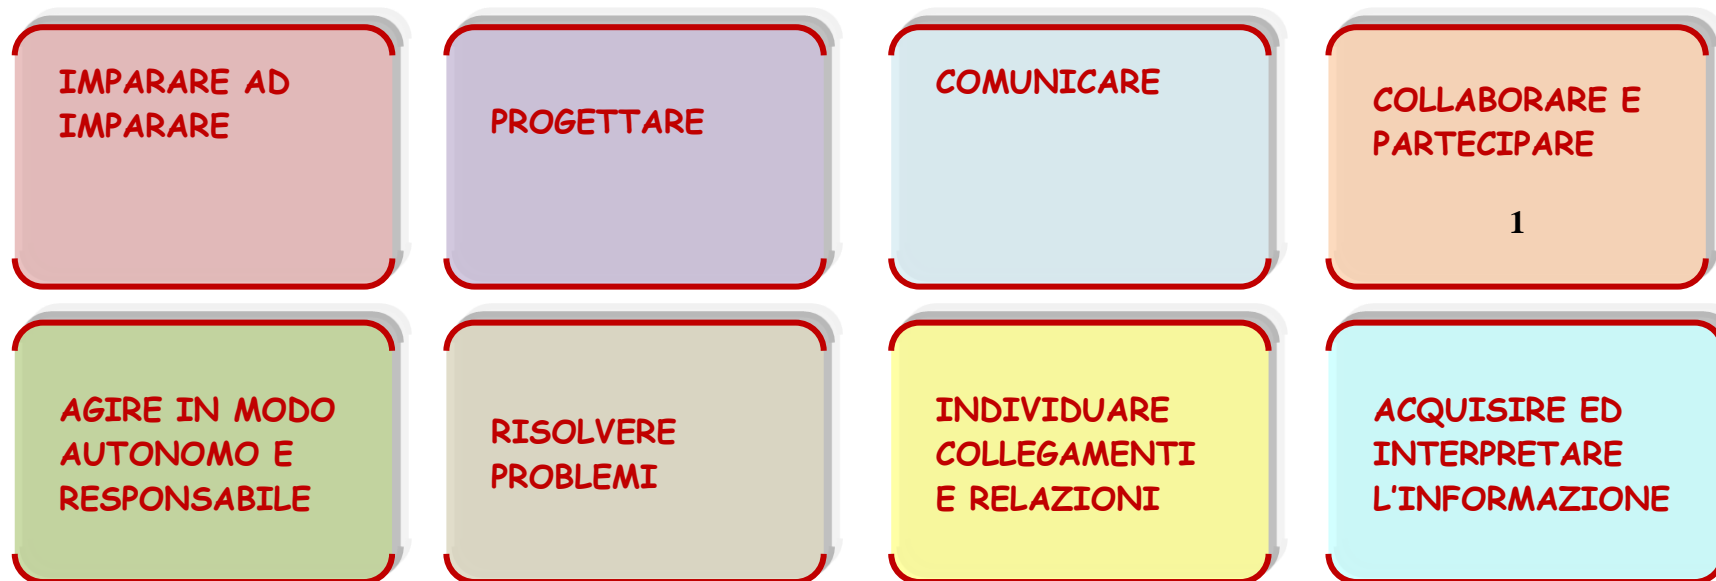 IMPARARE AD
IMPARARE
PROGETTARE
COMUNICARE
COLLABORARE E
PARTECIPARE
1
AGIRE IN MODO
AUTONOMO E
RESPONSABILE
RISOLVERE
PROBLEMI
INDIVIDUARE
COLLEGAMENTI
E RELAZIONI
ACQUISIRE ED
INTERPRETARE
L'INFORMAZIONE